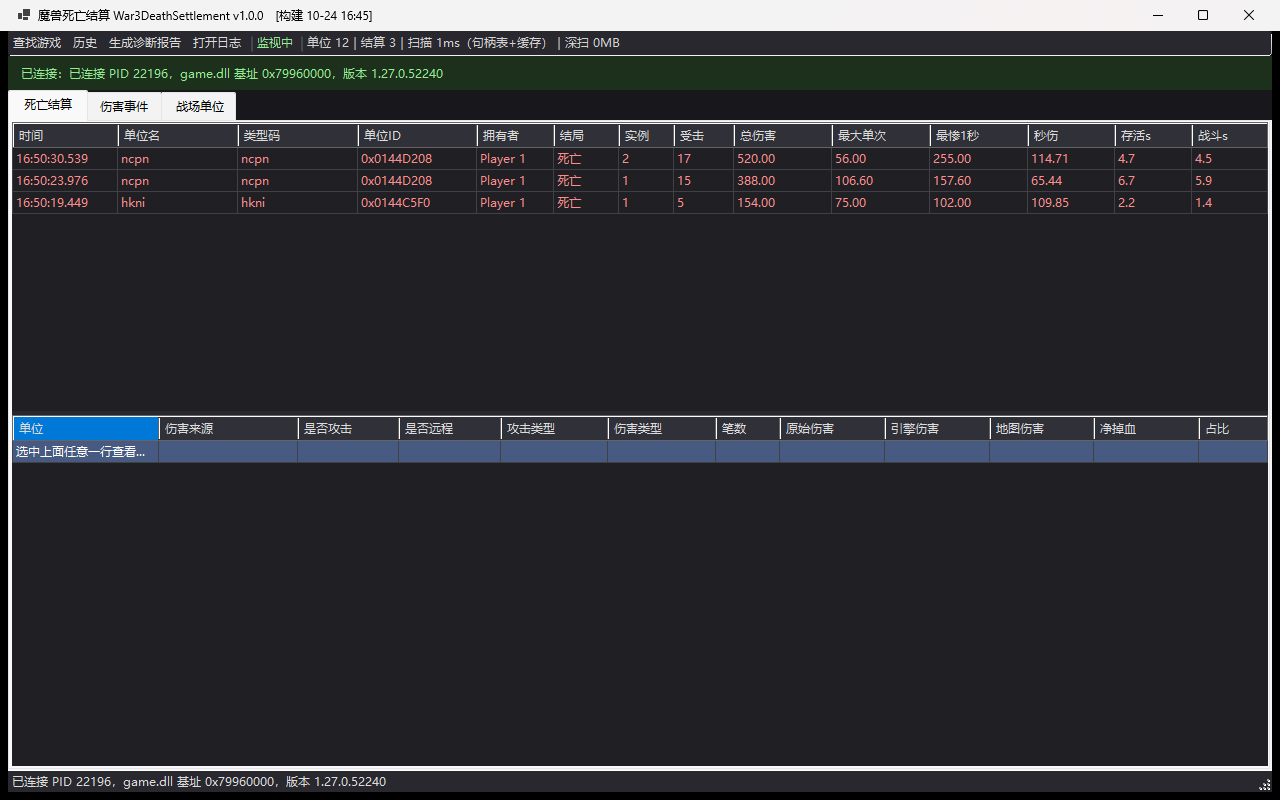 魔兽死亡结算 War3DeathSettlement v1.0.0 [构建 10-24 16:45]
查找游戏 历史 生成诊断报告 打开日志 | 监视中 | 单位 12 | 结算 3 | 扫描 1ms（句柄表+缓存） | 深扫 0MB
已连接：已连接 PID 22196，game.dll 基址 0x79960000，版本 1.27.0.52240
死亡结算 伤害事件 战场单位
时间 单位名 类型码 单位ID 拥有者 结局 实例 受击 总伤害 最大单次 最惨1秒 秒伤 存活s 战斗s
16:50:30.539 ncpn ncpn 0x0144D208 Player 1 死亡 2 17 520.00 56.00 255.00 114.71 4.7 4.5
16:50:23.976 ncpn ncpn 0x0144D208 Player 1 死亡 1 15 388.00 106.60 157.60 65.44 6.7 5.9
16:50:19.449 hkni hkni 0x0144C5F0 Player 1 死亡 1 5 154.00 75.00 102.00 109.85 2.2 1.4
单位 伤害来源 是否攻击 是否远程 攻击类型 伤害类型 笔数 原始伤害 引擎伤害 地图伤害 净掉血 占比
选中上面任意一行查看...
已连接 PID 22196，game.dll 基址 0x79960000，版本 1.27.0.52240